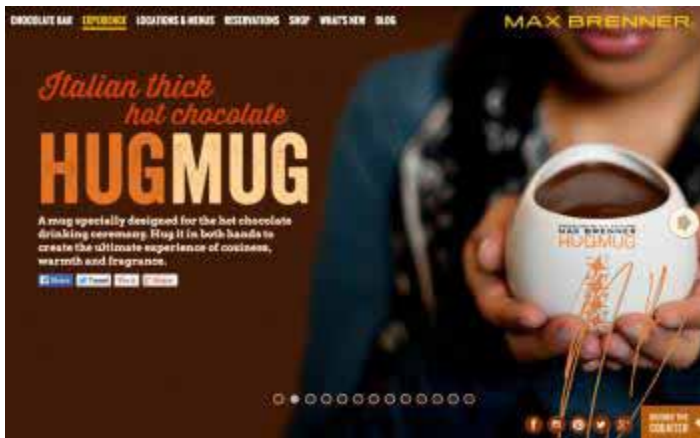 CHOCOLATE BAR EXPERIENCE LOCATIONS & MENUS RESERVATIONS SHOP WHAT'S NEW BLOG
MAX BRENNER
Italian thick
hot chocolate
HUGMUG
A mug specially designed for the hot chocolate
drinking ceremony. Hug it in both hands to
create the ultimate experience of cosiness,
warmth and fragrance.
Share Tweet
MAX BRENNER
HUGMUG